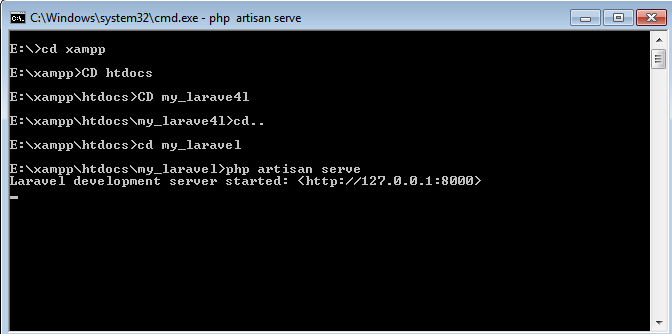 C:\Windows\system32\cmd.exe - php  artisan serve
E:\>cd xampp
E:\xampp>CD htdocs
E:\xampp\htdocs>CD my_larave4l
E:\xampp\htdocs\my_larave4l>cd..
E:\xampp\htdocs>cd my_laravel
E:\xampp\htdocs\my_laravel>php artisan serve
Laravel development server started: <http://127.0.0.1:8000>